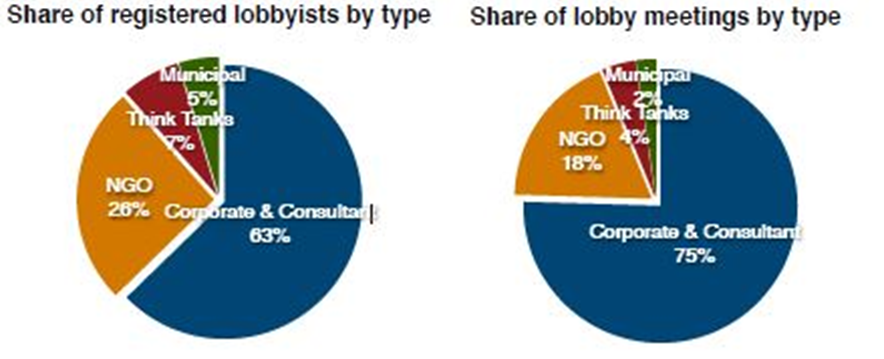 Share of registered lobbyists by type
Municipal
5%
Think Tanks
7%
NGO
26%
Corporate & Consultant
63%
Share of lobby meetings by type
Municipal
2%
Think Tanks
4%
NGO
18%
Corporate & Consultant
75%